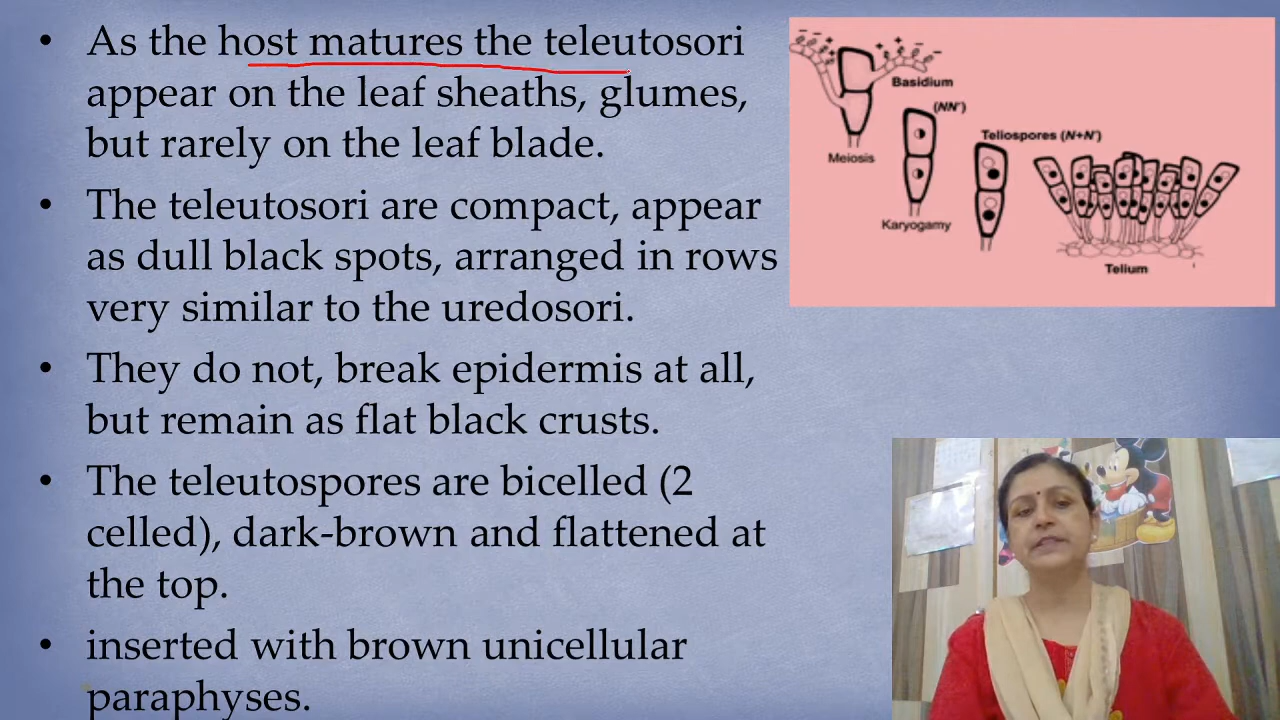 • As the host matures the teleutosori
appear on the leaf sheaths, glumes,
but rarely on the leaf blade.
• The teleutosori are compact, appear
as dull black spots, arranged in rows
very similar to the uredosori.
• They do not, break epidermis at all,
but remain as flat black crusts.
• The teleutospores are bicelled (2
celled), dark-brown and flattened at
the top.
• inserted with brown unicellular
paraphyses.
Basidium
(NN')
Teliospores (N+N')
Meiosis
Karyogamy
Telium